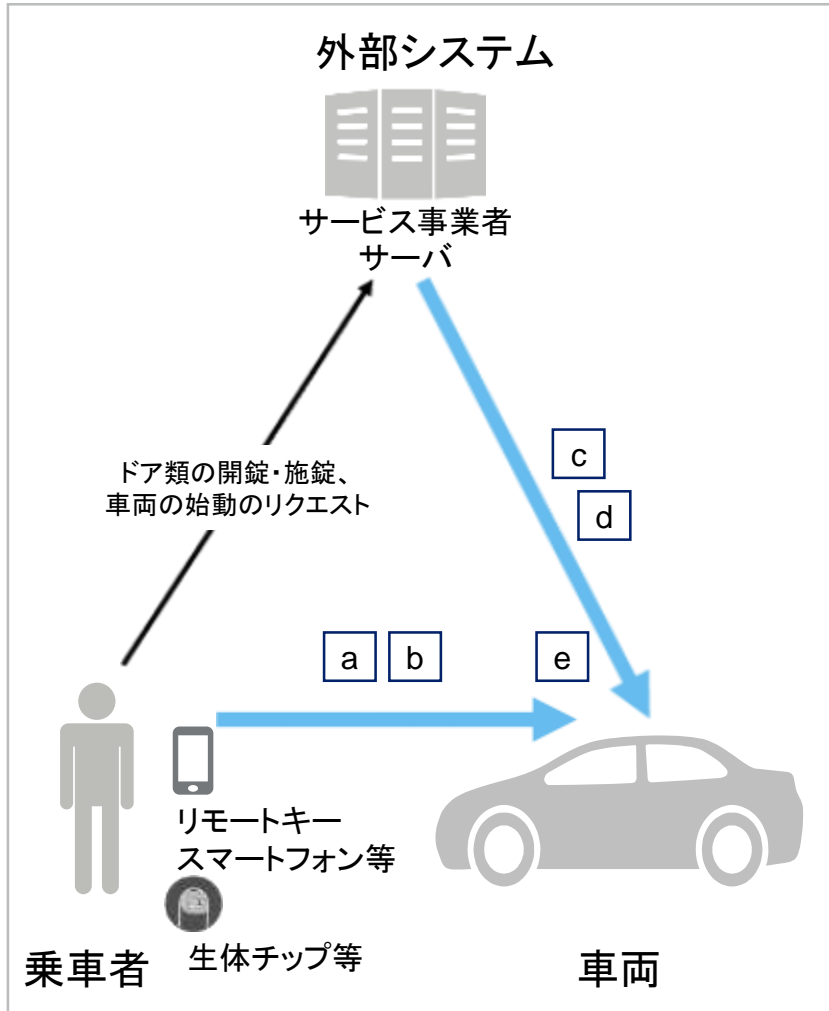 外部システム
サービス事業者
サーバ
ドア類の開錠・施錠、
車両の始動のリクエスト
c
d
a b e
リモートキー
スマートフォン等
生体チップ等
乗車者
車両